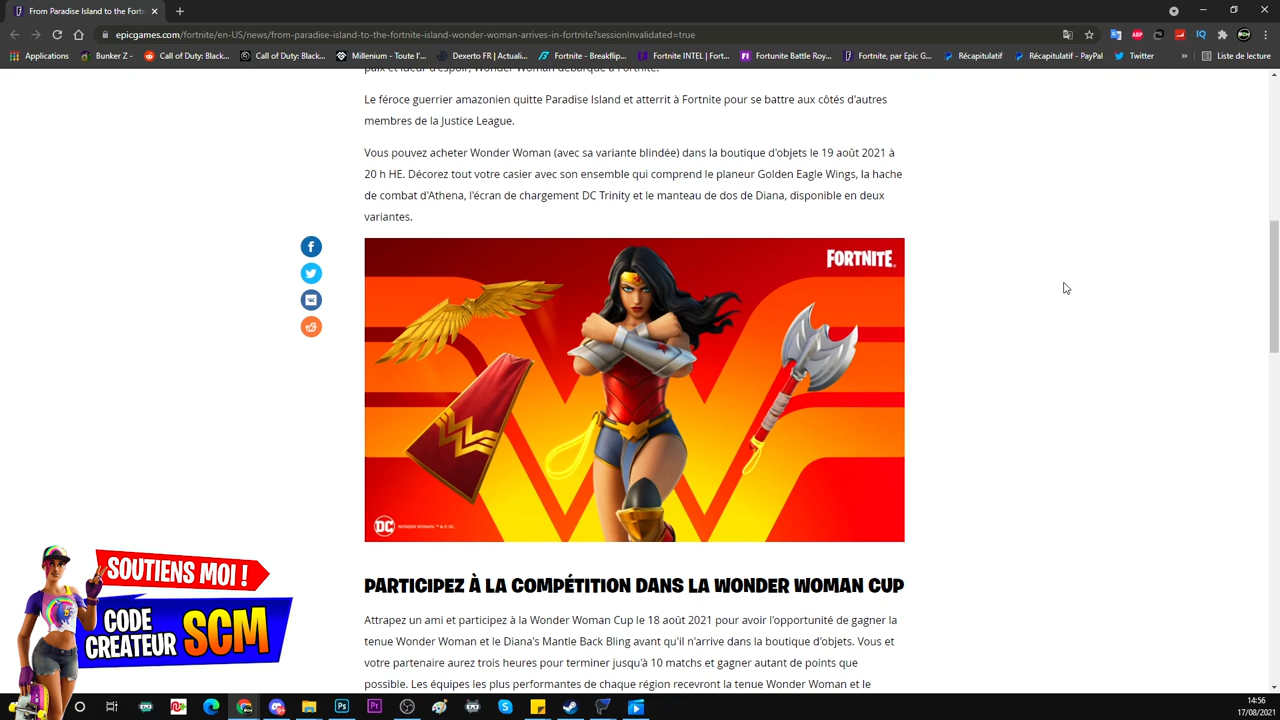 From Paradise Island to the Fortn
epicgames.com/fortnite/en-US/news/from-paradise-island-to-the-fortnite-island-wonder-woman-arrives-in-fortnite?sessionInvalidated=true
Applications
Bunker Z -
Call of Duty: Black...
Call of Duty: Black...
Millenium - Toute l'...
Dexerto FR | Actuali...
Fortnite - Breakflip...
Fortnite INTEL | Fort...
Fortunite Battle Roy...
Fortnite, par Epic G...
Récapitulatif
Récapitulatif - PayPal
Twitter
»
Liste de lecture
Le féroce guerrier amazonien quitte Paradise Island et atterrit à Fortnite pour se battre aux côtés d'autres
membres de la Justice League.
Vous pouvez acheter Wonder Woman (avec sa variante blindée) dans la boutique d'objets le 19 août 2021 à
20 h HE. Décorez tout votre casier avec son ensemble qui comprend le planeur Golden Eagle Wings, la hache
de combat d'Athena, l'écran de chargement DC Trinity et le manteau de dos de Diana, disponible en deux
variantes.
FORTNITE
DC WONDER WOMAN ™ & © DC.
PARTICIPEZ À LA COMPÉTITION DANS LA WONDER WOMAN CUP
Attrapez un ami et participez à la Wonder Woman Cup le 18 août 2021 pour avoir l'opportunité de gagner la
tenue Wonder Woman et le Diana's Mantle Back Bling avant qu'il n'arrive dans la boutique d'objets. Vous et
votre partenaire aurez trois heures pour terminer jusqu'à 10 matchs et gagner autant de points que
possible. Les équipes les plus performantes de chaque région recevront la tenue Wonder Woman et le
SOUTIENS MOI !
CODE
CREATEUR SCM
14:56
17/08/2021